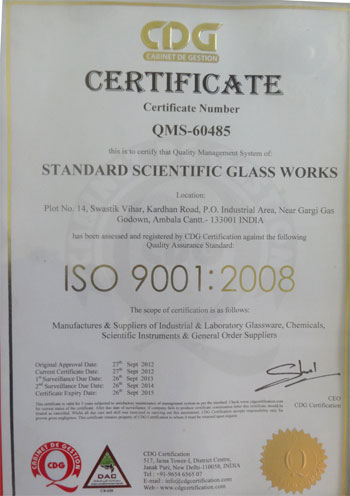 CDG
CABINET DE GESTION
CERTIFICATE
Certificate Number
QMS-60485
this is to certify that Quality Management System of:
STANDARD SCIENTIFIC GLASS WORKS
Location:
Plot No. 14, Swastik Vihar, Kardhan Road, P.O. Industrial Area, Near Gargi Gas
Godown, Ambala Cantt.- 133001 INDIA
has been assessed and registered by CDG Certification against the following
Quality Assurance Standard:
ISO 9001:2008
The scope of certification is as follows:
Manufactures & Suppliers of Industrial & Laboratory Glassware, Chemicals,
Scientific Instruments & General Order Suppliers
Original Approval Date: 27th Sept 2012
Current Certificate Date: 27th Sept 2012
1st Surveillance Due Date: 26th Sept 2013
2nd Surveillance Due Date: 26th Sept 2014
Certificate Expiry Date: 26th Sept 2015
CEO
CDG Certification
CABINET DE GESTION
CDG
DAC
CDG Certification
517, Jaina Tower I, District Centre,
Janak Puri, New Delhi-110058, INDIA
Tel : +91-9654 6565 07
Email - info@cdgcertification.com
Web - www.cdgcertification.com